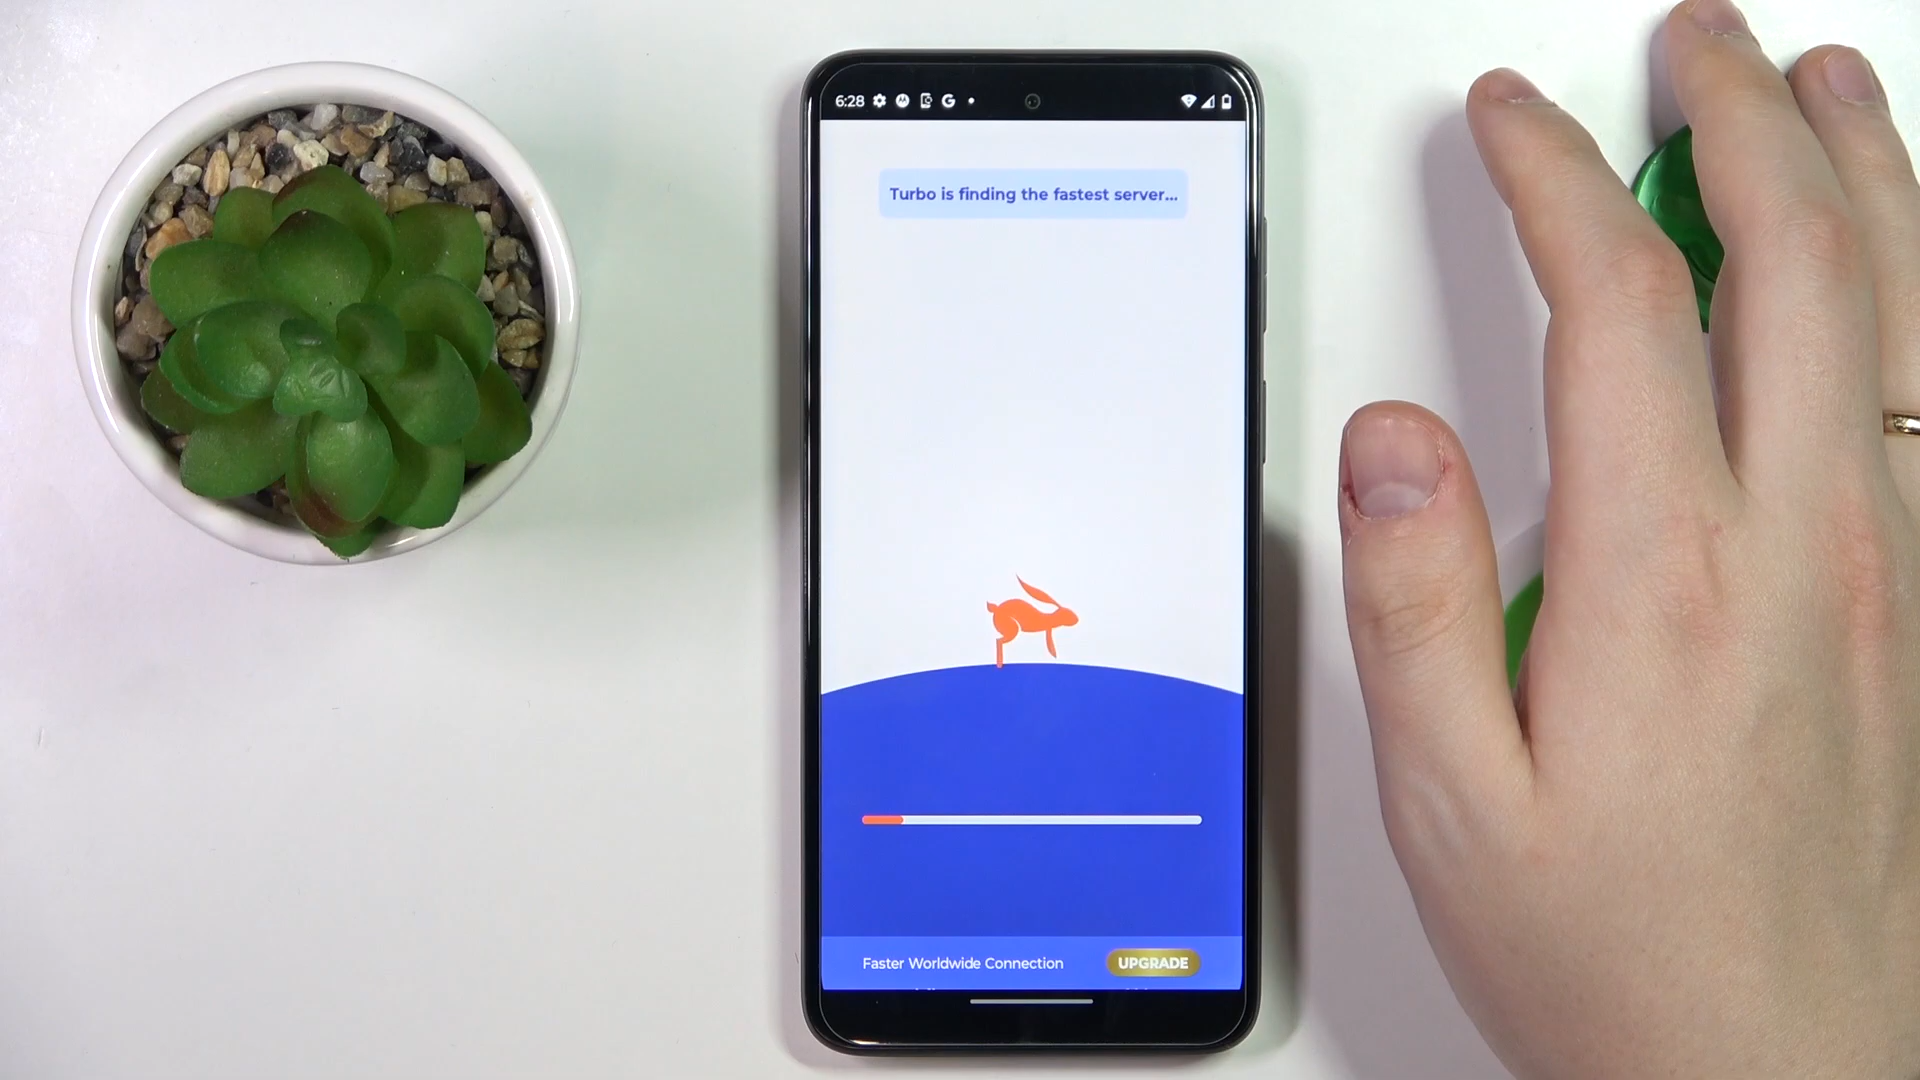 6:28
Turbo is finding the fastest server...
Faster Worldwide Connection
UPGRADE